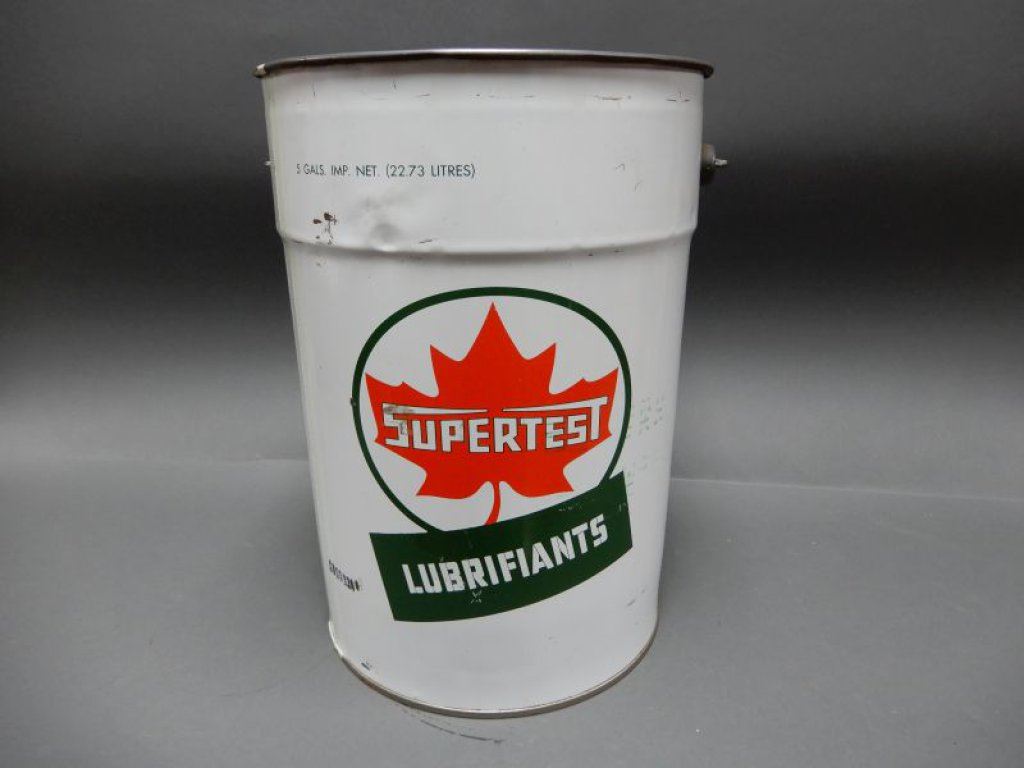 5 GALS. IMP. NET. (22.73 LITRES)
SUPERTEST
LUBRIFIANTS